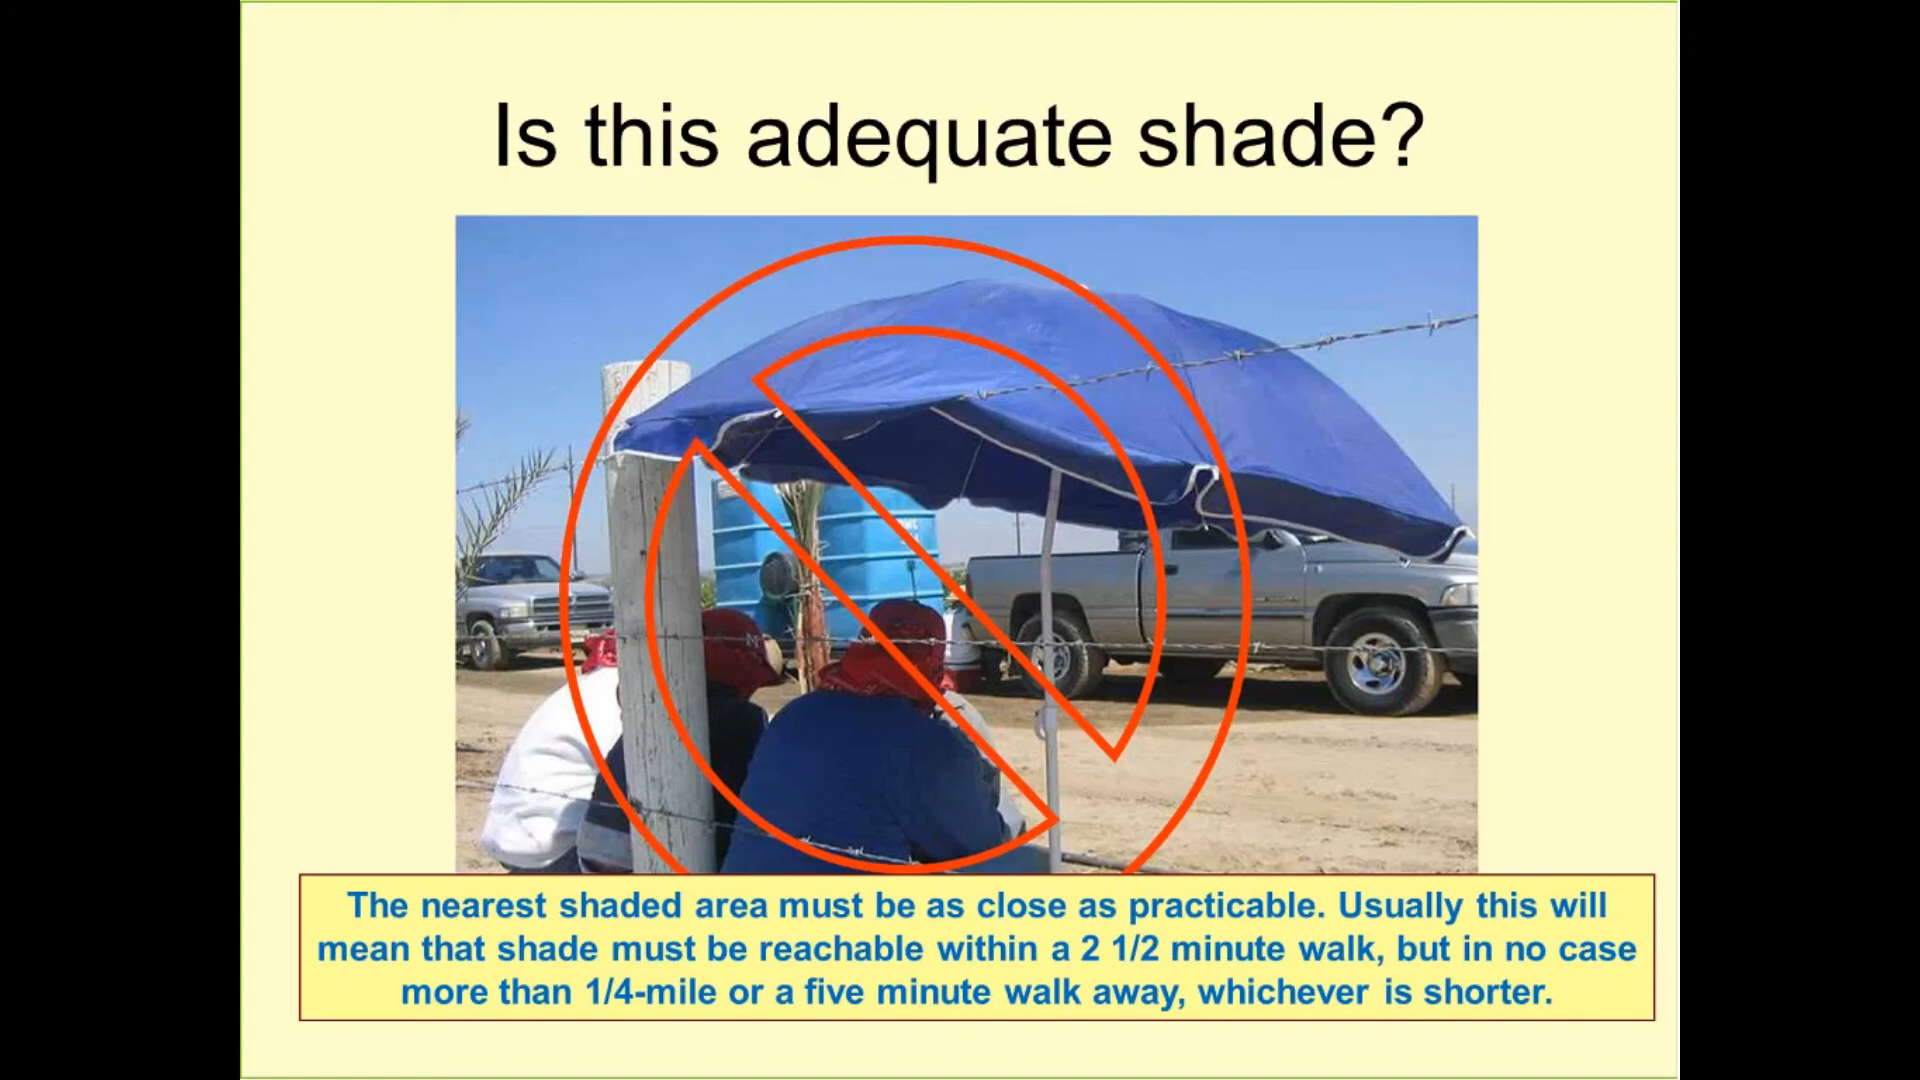 Is this adequate shade?
The nearest shaded area must be as close as practicable. Usually this will
mean that shade must be reachable within a 2 1/2 minute walk, but in no case
more than 1/4-mile or a five minute walk away, whichever is shorter.